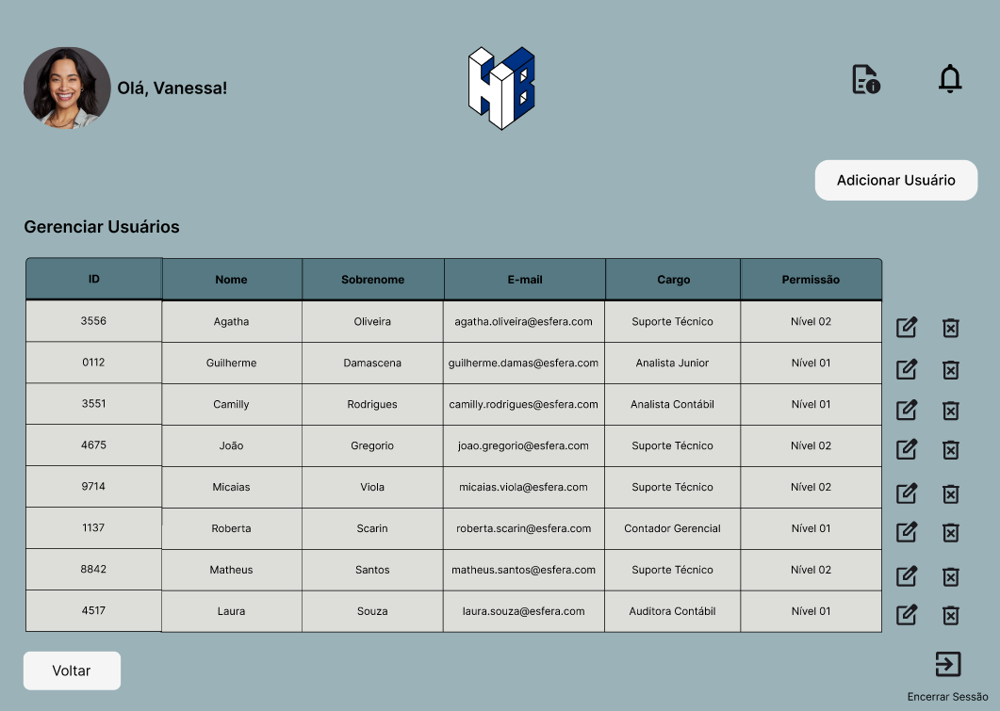 Olá, Vanessa!
HB
Adicionar Usuário
Gerenciar Usuários
ID Nome Sobrenome E-mail Cargo Permissão
3556 Agatha Oliveira agatha.oliveira@esfera.com Suporte Técnico Nível 02
0112 Guilherme Damascena guilherme.damas@esfera.com Analista Junior Nível 01
3551 Camilly Rodrigues camilly.rodrigues@esfera.com Analista Contábil Nível 01
4675 João Gregorio joao.gregorio@esfera.com Suporte Técnico Nível 02
9714 Micaias Viola micaias.viola@esfera.com Suporte Técnico Nível 02
1137 Roberta Scarin roberta.scarin@esfera.com Contador Gerencial Nível 01
8842 Matheus Santos matheus.santos@esfera.com Suporte Técnico Nível 02
4517 Laura Souza laura.souza@esfera.com Auditora Contábil Nível 01
Voltar
Encerrar Sessão